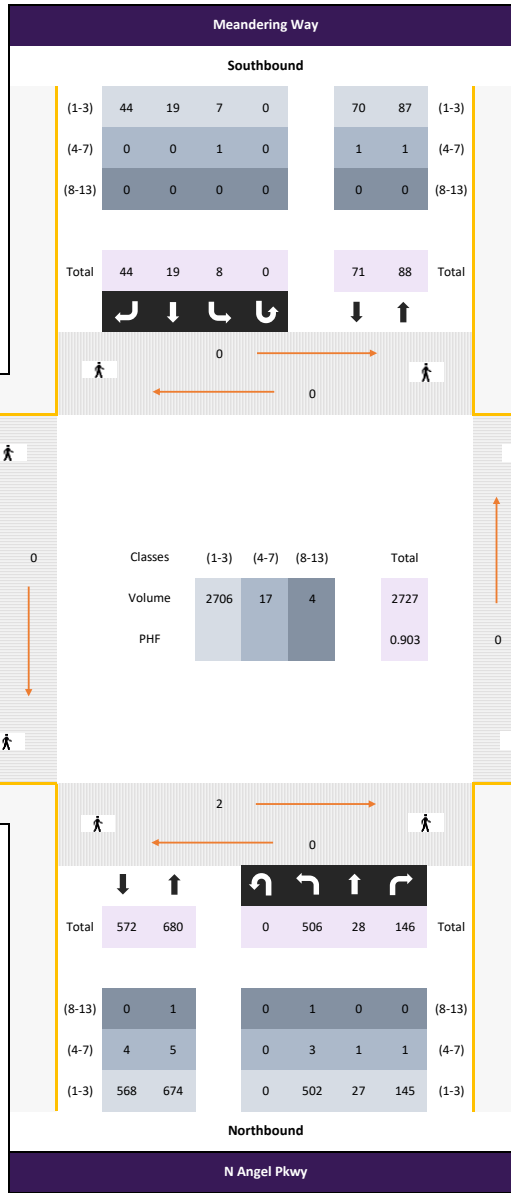 Meandering Way
Southbound
(1-3) 44 19 7 0 70 87 (1-3)
(4-7) 0 0 1 0 1 1 (4-7)
(8-13) 0 0 0 0 0 0 (8-13)
Total 44 19 8 0 71 88 Total
0
0
0
Classes (1-3) (4-7) (8-13) Total
Volume 2706 17 4 2727
PHF 0.903
0
2
0
Total 572 680 0 506 28 146 Total
(8-13) 0 1 0 1 0 0 (8-13)
(4-7) 4 5 0 3 1 1 (4-7)
(1-3) 568 674 0 502 27 145 (1-3)
Northbound
N Angel Pkwy